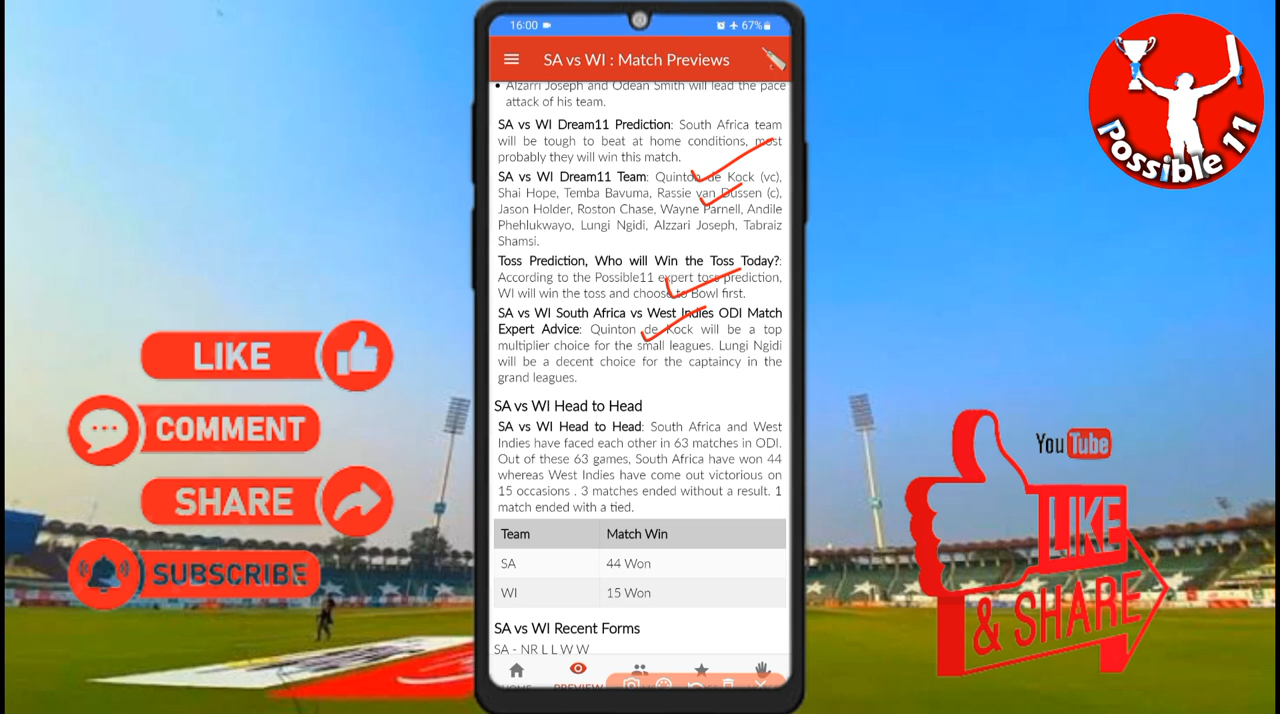 16:00
67%
SA vs WI : Match Previews
Alzarri Joseph and Odean Smith will lead the pace
attack of his team.
SA vs WI Dream11 Prediction: South Africa team
will be tough to beat at home conditions, most
probably they will win this match.
SA vs WI Dream11 Team: Quinton de Kock (vc),
Shai Hope, Temba Bavuma, Rassie van Dussen (c),
Jason Holder, Roston Chase, Wayne Parnell, Andile
Phehlukwayo, Lungi Ngidi, Alzzari Joseph, Tabraiz
Shamsi.
Toss Prediction, Who will Win the Toss Today?:
According to the Possible11 expert toss prediction,
WI will win the toss and choose to Bowl first.
SA vs WI South Africa vs West Indies ODI Match
Expert Advice: Quinton de Kock will be a top
multiplier choice for the small leagues. Lungi Ngidi
will be a decent choice for the captaincy in the
grand leagues.
SA vs WI Head to Head
SA vs WI Head to Head: South Africa and West
Indies have faced each other in 63 matches in ODI.
Out of these 63 games, South Africa have won 44
whereas West Indies have come out victorious on
15 occasions . 3 matches ended without a result. 1
match ended with a tied.
Team Match Win
SA 44 Won
WI 15 Won
SA vs WI Recent Forms
SA - NR L L W W
HOME PREVIEW
LIKE
COMMENT
SHARE
SUBSCRIBE
Possible 11
YouTube
LIKE
& SHARE